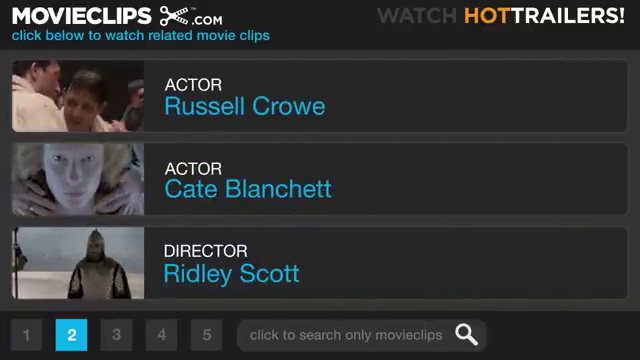 MOVIECLIPS .COM
WATCH HOTTRAILERS!
click below to watch related movie clips
ACTOR
Russell Crowe
ACTOR
Cate Blanchett
DIRECTOR
Ridley Scott
1 2 3 4 5 click to search only movieclips